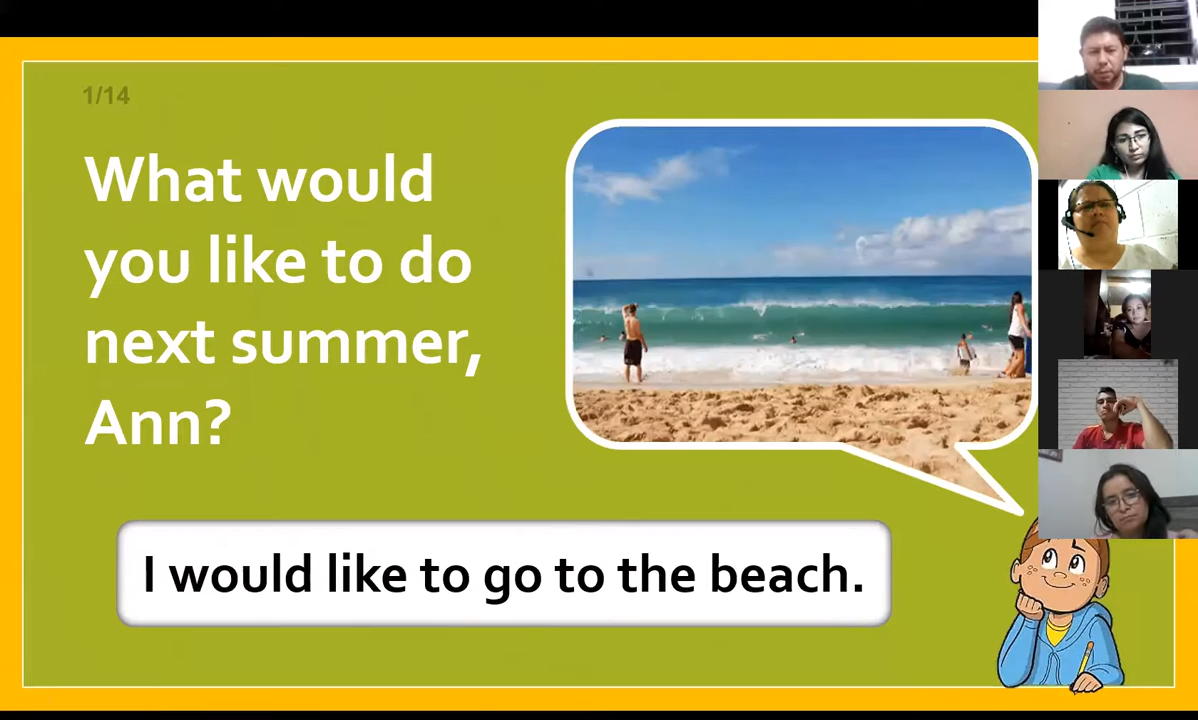 1/14
What would
you like to do
next summer,
Ann?
I would like to go to the beach.